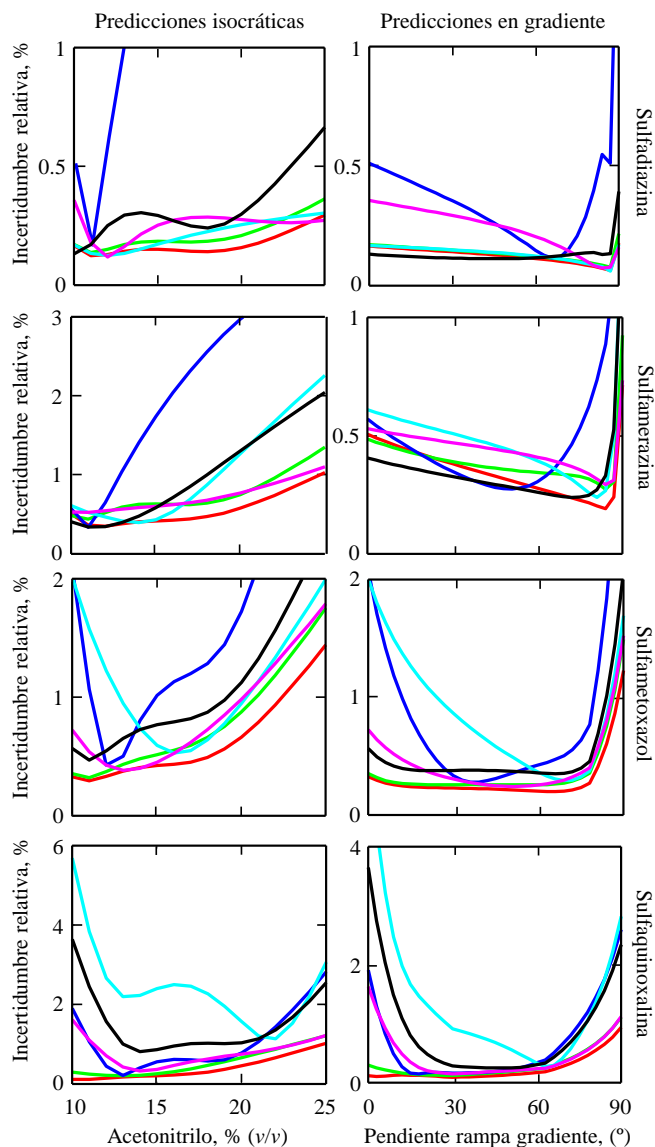 Predicciones isocráticas
Predicciones en gradiente
Incertidumbre relativa, %
1
0.5
0
1
0.5
0
Sulfadiazina
Incertidumbre relativa, %
3
2
1
0
1
0.5
0
Sulfamerazina
Incertidumbre relativa, %
2
1
0
2
1
0
Sulfametoxazol
Incertidumbre relativa, %
6
4
2
0
4
2
0
Sulfaquinoxalina
10
15
20
25
0
30
60
90
Acetonitrilo, % (v/v)
Pendiente rampa gradiente, (º)